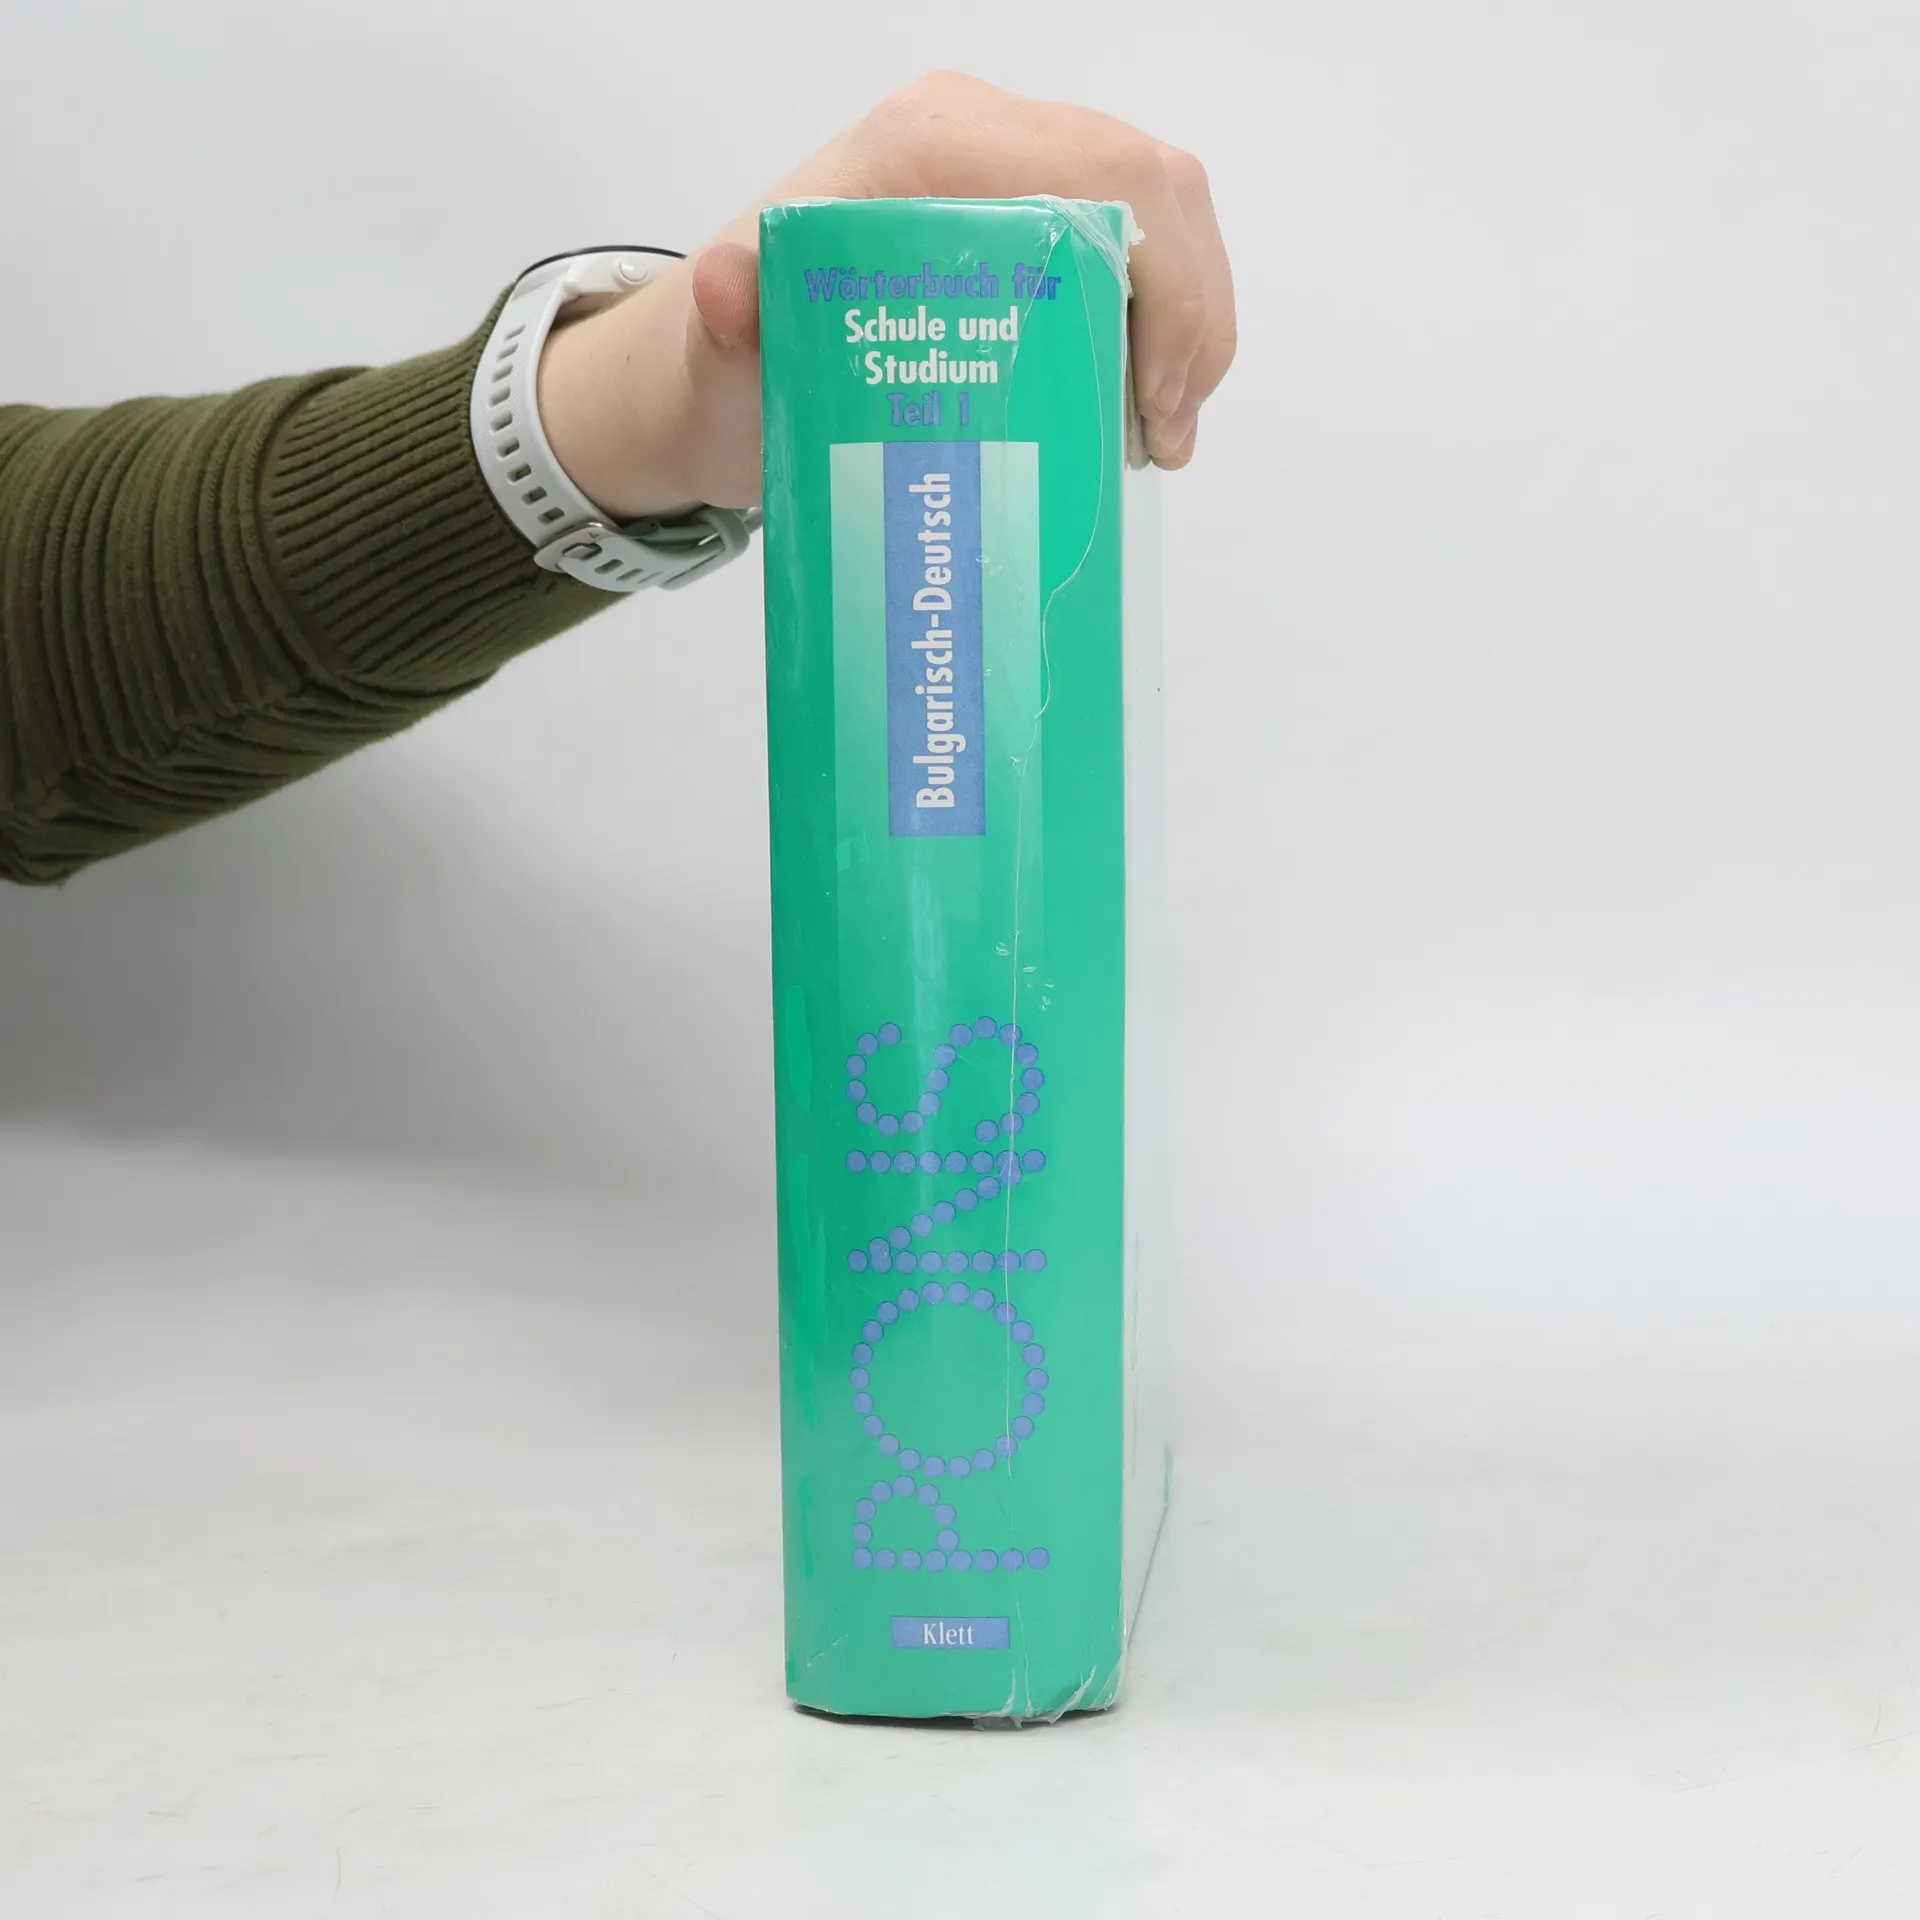 Wörterbuch für
Schule und
Studium
Teil 1
Bulgarisch-Deutsch
PONS
Klett